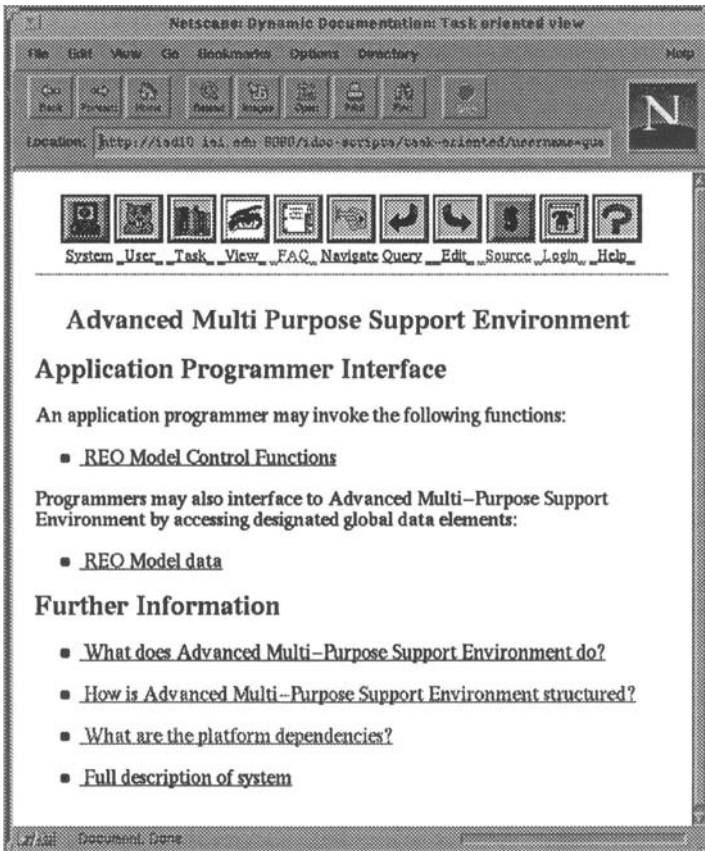 Netscape: Dynamic Documentation: Task oriented view
File Edit View Go Bookmarks Options Directory Help
Back Forward Home Reload Images Open Print Find Stop
N
Location: http://isd10.isi.edu:8080/idoc-scripts/task-oriented/username=gua
System User Task View FAQ Navigate Query Edit Source Login Help
Advanced Multi Purpose Support Environment
Application Programmer Interface
An application programmer may invoke the following functions:
REO Model Control Functions
Programmers may also interface to Advanced Multi-Purpose Support
Environment by accessing designated global data elements:
REO Model data
Further Information
What does Advanced Multi-Purpose Support Environment do?
How is Advanced Multi-Purpose Support Environment structured?
What are the platform dependencies?
Full description of system
Document: Done